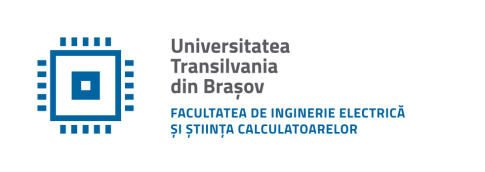 Universitatea
Transilvania
din Brașov
FACULTATEA DE INGINERIE ELECTRICĂ
ȘI ȘTIINȚA CALCULATOARELOR